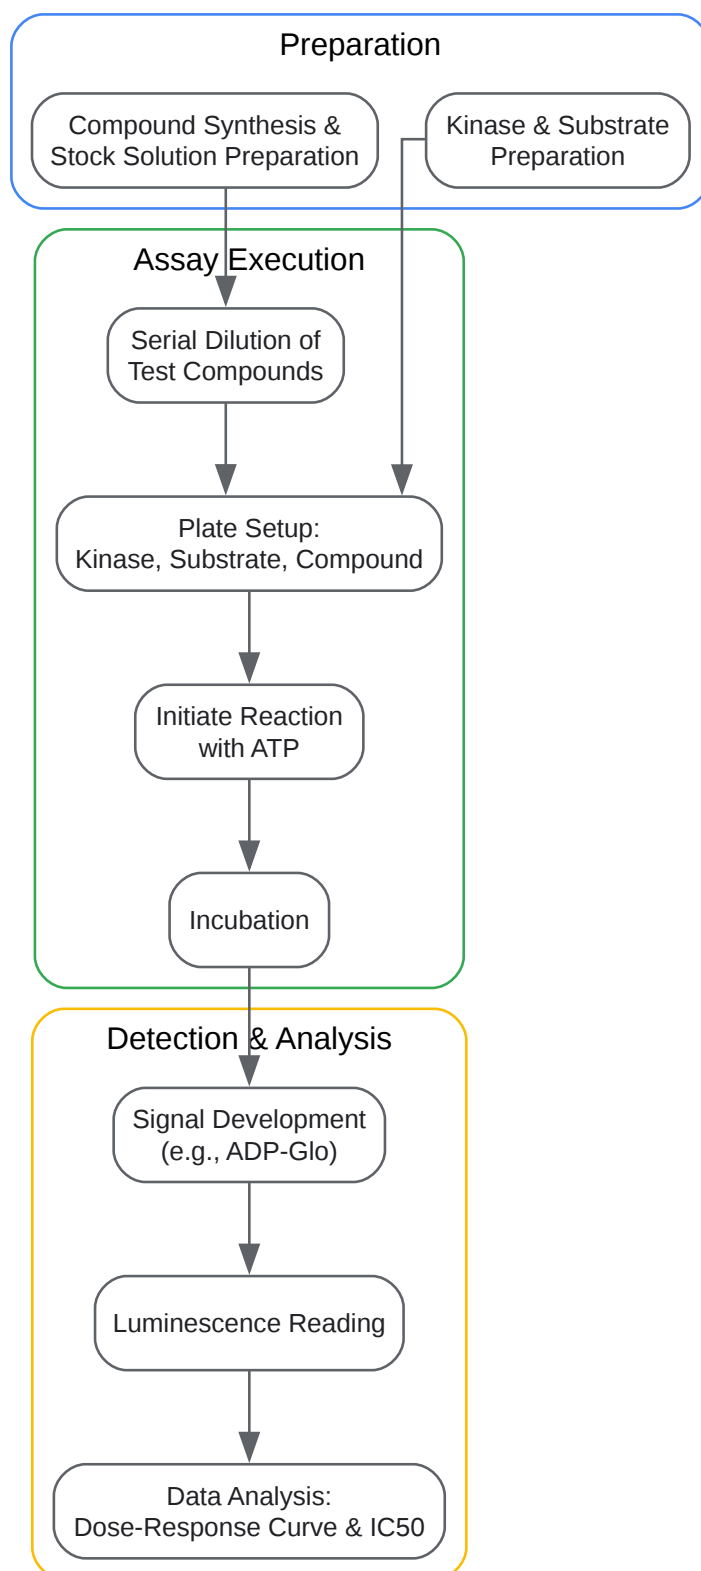 Preparation
Compound Synthesis &
Stock Solution Preparation
Kinase & Substrate
Preparation
Assay Execution
Serial Dilution of
Test Compounds
Plate Setup:
Kinase, Substrate, Compound
Initiate Reaction
with ATP
Incubation
Detection & Analysis
Signal Development
(e.g., ADP-Glo)
Luminescence Reading
Data Analysis:
Dose-Response Curve & IC50